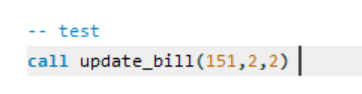 -- test
call update_bill(151,2,2)